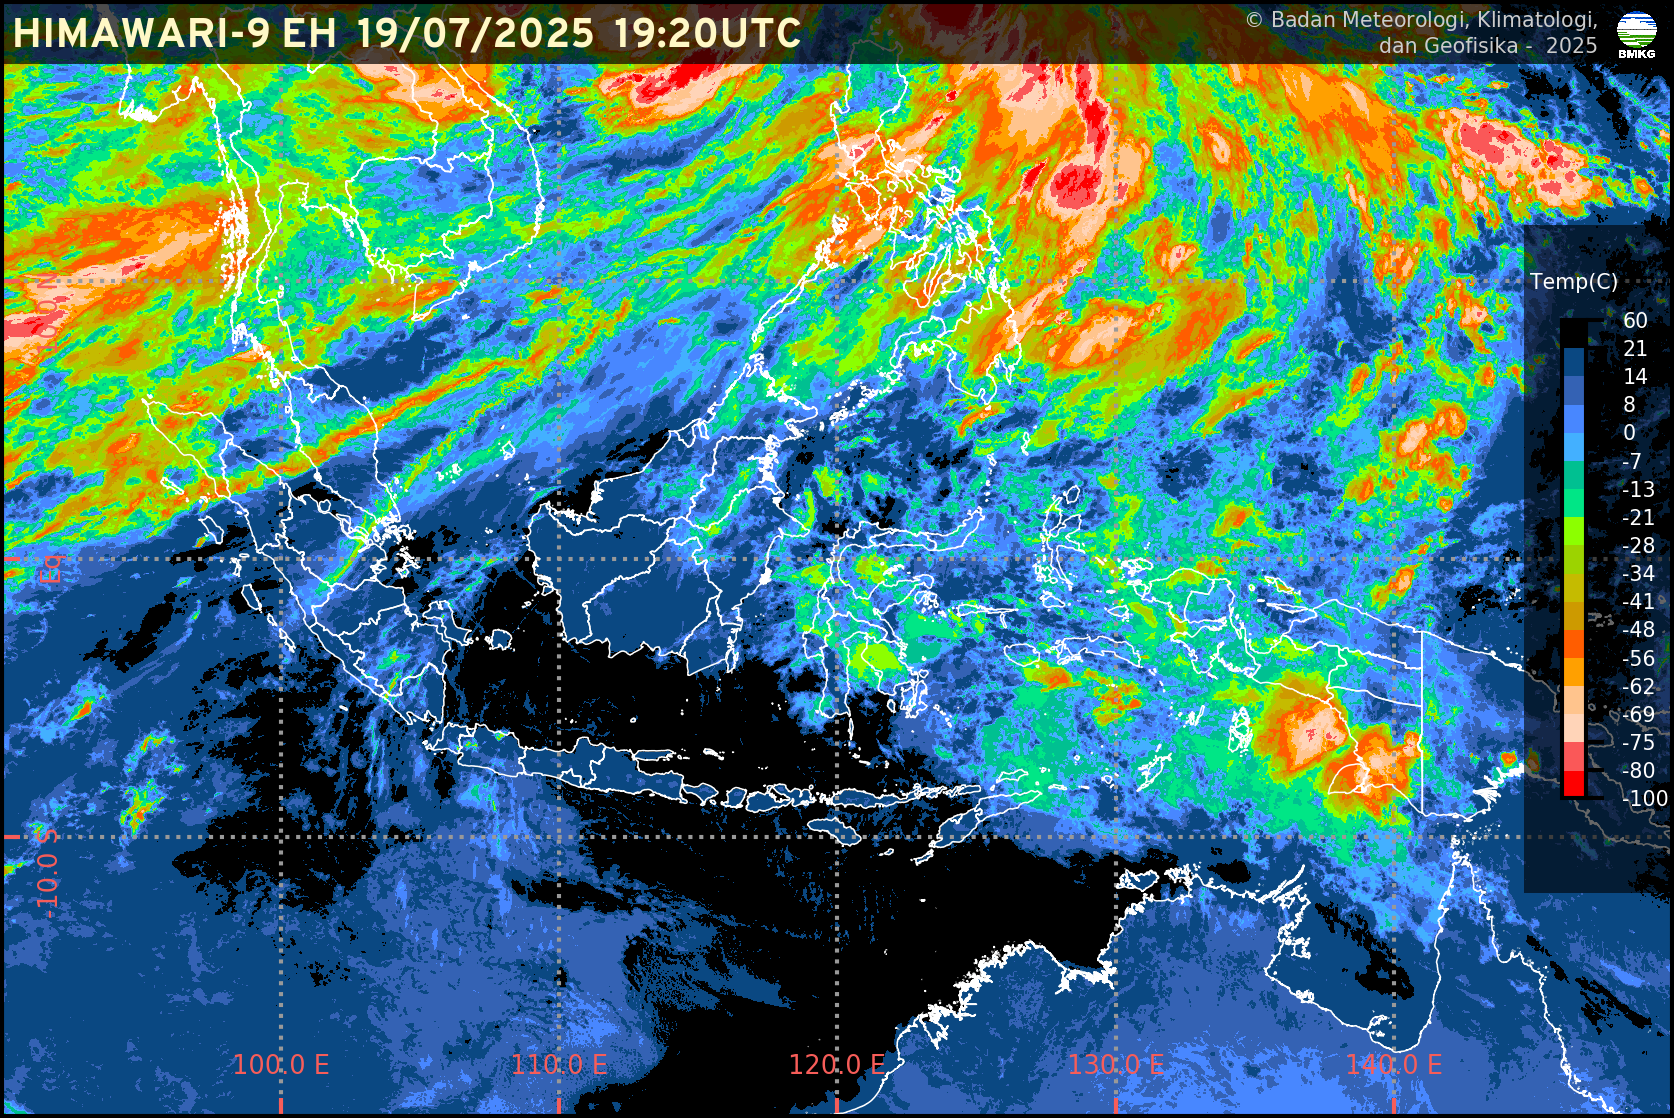 HIMAWARI-9 EH 19/07/2025 19:20UTC
© Badan Meteorologi, Klimatologi,
dan Geofisika - 2025
BMKG
Temp(C)
60
21
14
8
0
-7
-13
-21
-28
-34
-41
-48
-56
-62
-69
-75
-80
-100
10.0 N
Eq
-10.0 S
100.0 E
110.0 E
120.0 E
130.0 E
140.0 E